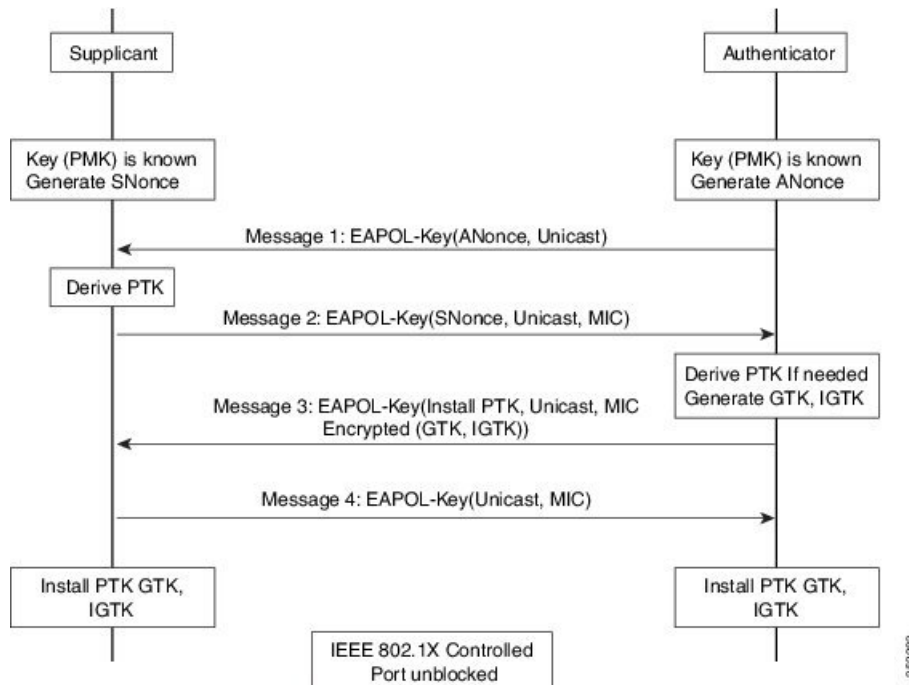 Supplicant
Authenticator
Key (PMK) is known
Generate SNonce
Key (PMK) is known
Generate ANonce
Message 1: EAPOL-Key(ANonce, Unicast)
Derive PTK
Message 2: EAPOL-Key(SNonce, Unicast, MIC)
Derive PTK If needed
Generate GTK, IGTK
Message 3: EAPOL-Key(Install PTK, Unicast, MIC
Encrypted (GTK, IGTK))
Message 4: EAPOL-Key(Unicast, MIC)
Install PTK GTK,
IGTK
Install PTK GTK,
IGTK
IEEE 802.1X Controlled
Port unblocked